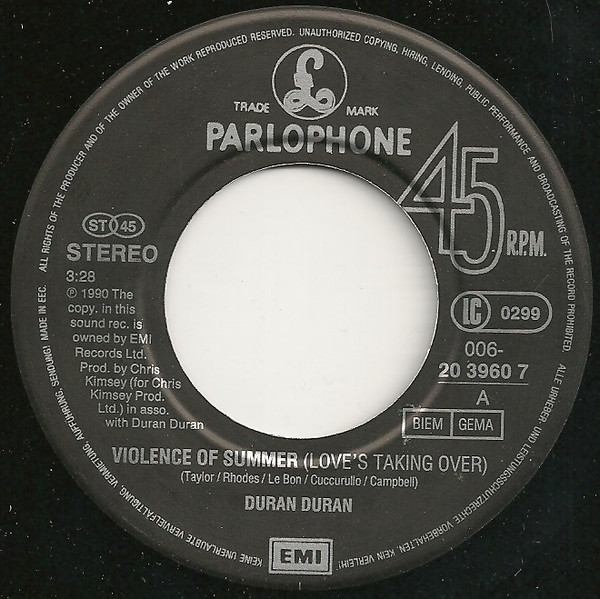 ALL RIGHTS OF THE PRODUCER AND OF THE OWNER OF THE WORK REPRODUCED RESERVED. UNAUTHORIZED COPYING, HIRING, LENDING, PUBLIC PERFORMANCE AND BROADCASTING OF THE RECORD PROHIBITED.
ALLE URHEBER- UND LEISTUNGSSCHUTZRECHTE VORBEHALTEN. KEIN VERLEIH! KEINE UNERLAUBTE VERVIELFÄLTIGUNG, VERMIETUNG, AUFFÜHRUNG, SENDUNG! MADE IN EEC.
£
TRADE MARK
PARLOPHONE
45 R.P.M.
ST 45
STEREO
3:28
℗ 1990 The
copy. in this
sound rec. is
owned by EMI
Records Ltd.
Prod. by Chris
Kimsey (for Chris
Kimsey Prod.
Ltd.) in asso.
with Duran Duran
LC 0299
006-
20 3960 7
A
BIEM GEMA
VIOLENCE OF SUMMER (LOVE'S TAKING OVER)
(Taylor / Rhodes / Le Bon / Cuccurullo / Campbell)
DURAN DURAN
EMI